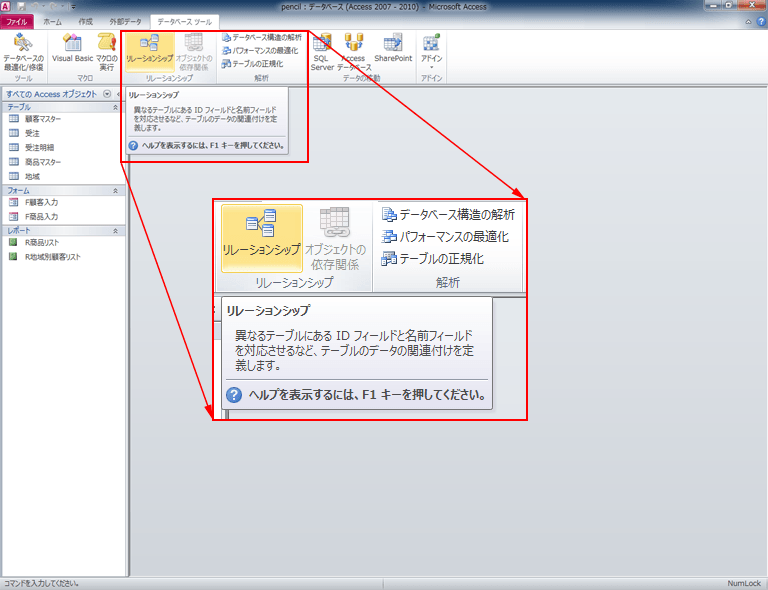 pencil : データベース (Access 2007 - 2010) - Microsoft Access
ファイル ホーム 作成 外部データ データベース ツール
データベースの
最適化/修復
ツール
Visual Basic
マクロの
実行
マクロ
リレーションシップ
オブジェクトの
依存関係
リレーションシップ
データベース構造の解析
パフォーマンスの最適化
テーブルの正規化
解析
SQL
Server
Access
データベース
SharePoint
データの移動
アドイン
アドイン
すべての Access オブジェクト
テーブル
顧客マスター
受注
受注明細
商品マスター
地域
フォーム
F顧客入力
F商品入力
レポート
R商品リスト
R地域別顧客リスト
リレーションシップ
異なるテーブルにある ID フィールドと名前フィールド
を対応させるなど、テーブルのデータの関連付けを定
義します。
ヘルプを表示するには、F1 キーを押してください。
リレーションシップ
オブジェクトの
依存関係
リレーションシップ
データベース構造の解析
パフォーマンスの最適化
テーブルの正規化
解析
リレーションシップ
異なるテーブルにある ID フィールドと名前フィールド
を対応させるなど、テーブルのデータの関連付けを定
義します。
ヘルプを表示するには、F1 キーを押してください。
コマンドを入力してください。
NumLock